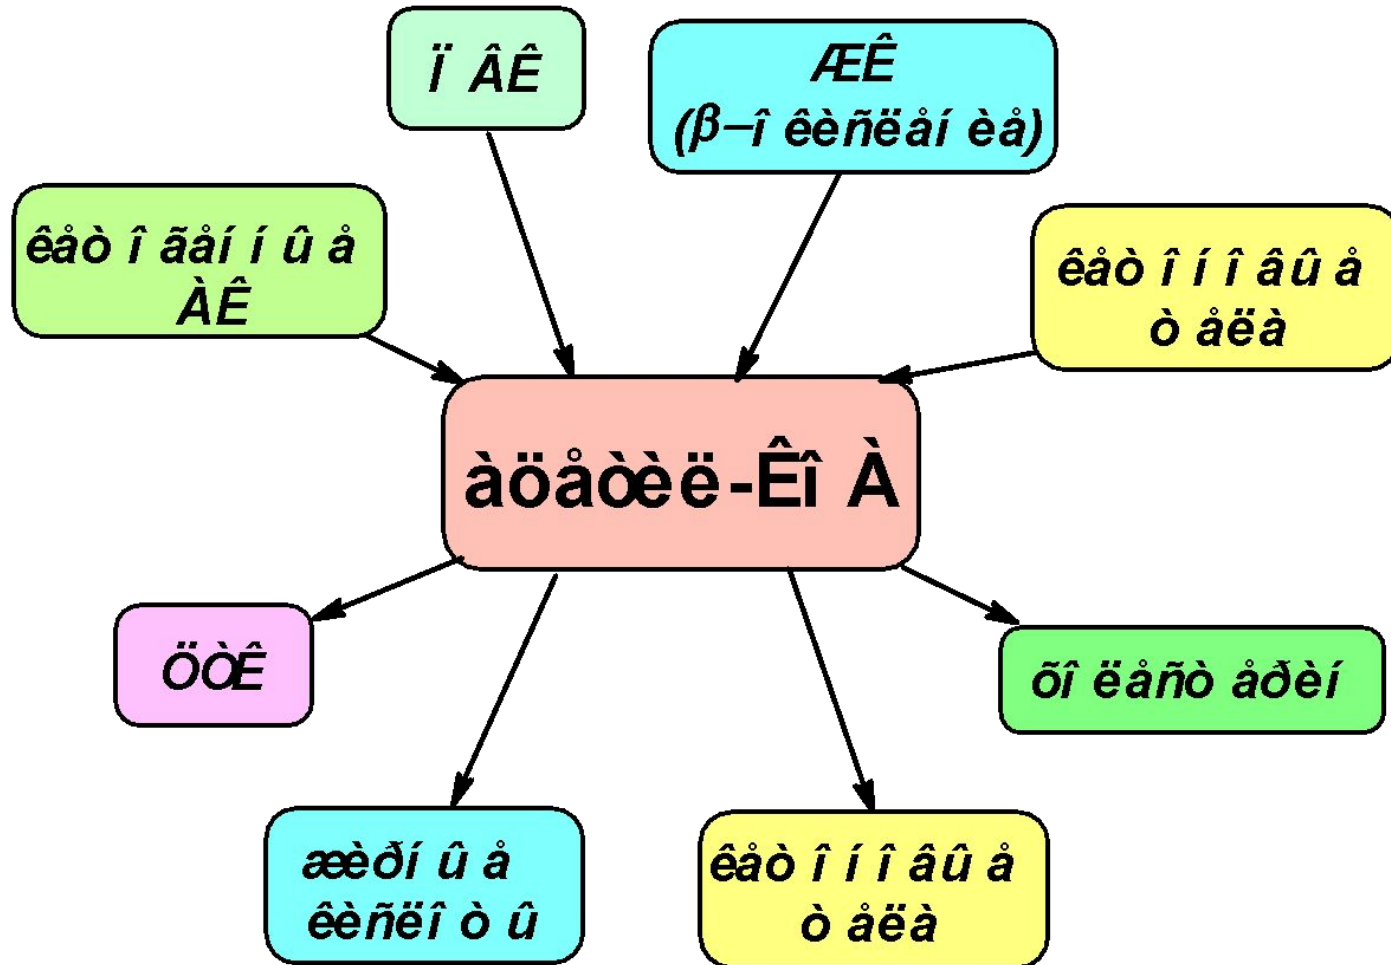 Ï ÂÊ
ÆÊ
(β–î êèñëåí èå)
êåò î ãåí í û å
ÀÊ
êåò î í î âû å
ò åëà
àöåòèë-Êî À
ÖÒÊ
õî ëåñò åðèí
æèðí û å
êèñëî ò û
êåò î í î âû å
ò åëà